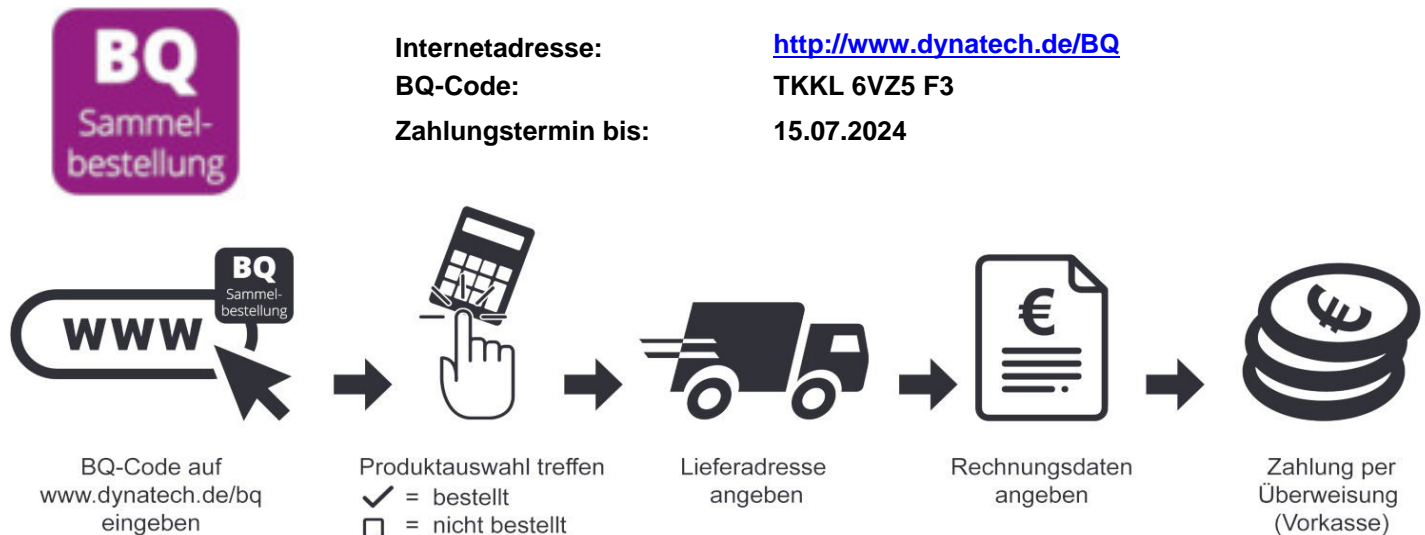 BQ
Sammel-
bestellung
Internetadresse: http://www.dynatech.de/BQ
BQ-Code: TKKL 6VZ5 F3
Zahlungstermin bis: 15.07.2024
BQ
Sammel-
bestellung
WWW
€
€
BQ-Code auf
www.dynatech.de/bq
eingeben
Produktauswahl treffen
✓ = bestellt
☐ = nicht bestellt
Lieferadresse
angeben
Rechnungsdaten
angeben
Zahlung per
Überweisung
(Vorkasse)